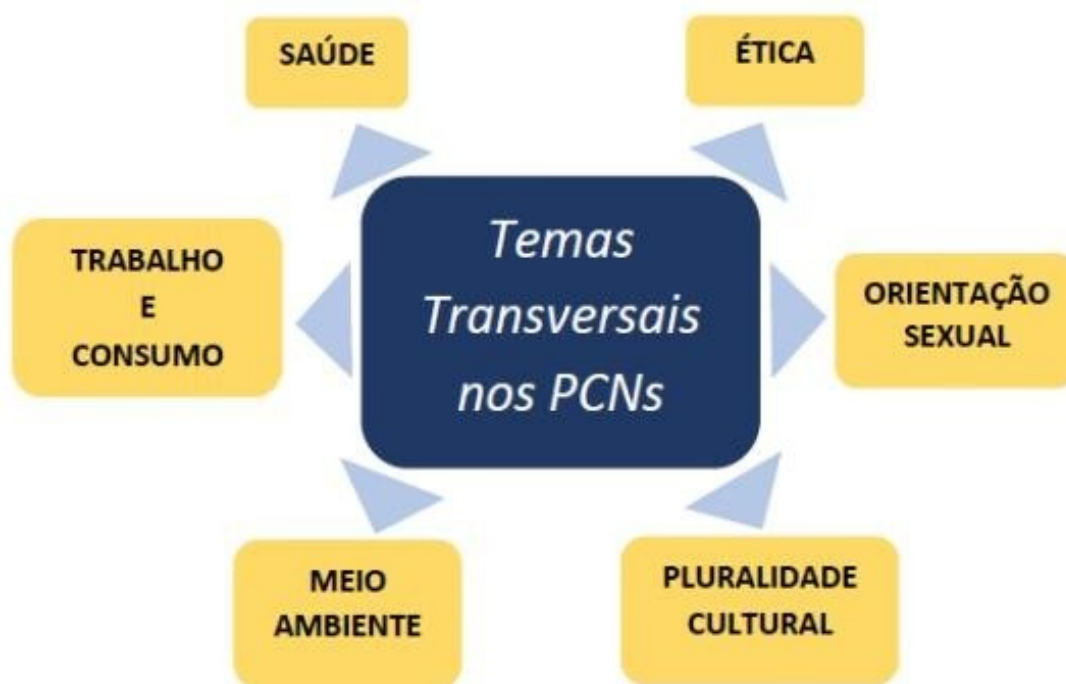 SAÚDE
ÉTICA
Temas
Transversais
nos PCNs
TRABALHO
E
CONSUMO
ORIENTAÇÃO
SEXUAL
MEIO
AMBIENTE
PLURALIDADE
CULTURAL